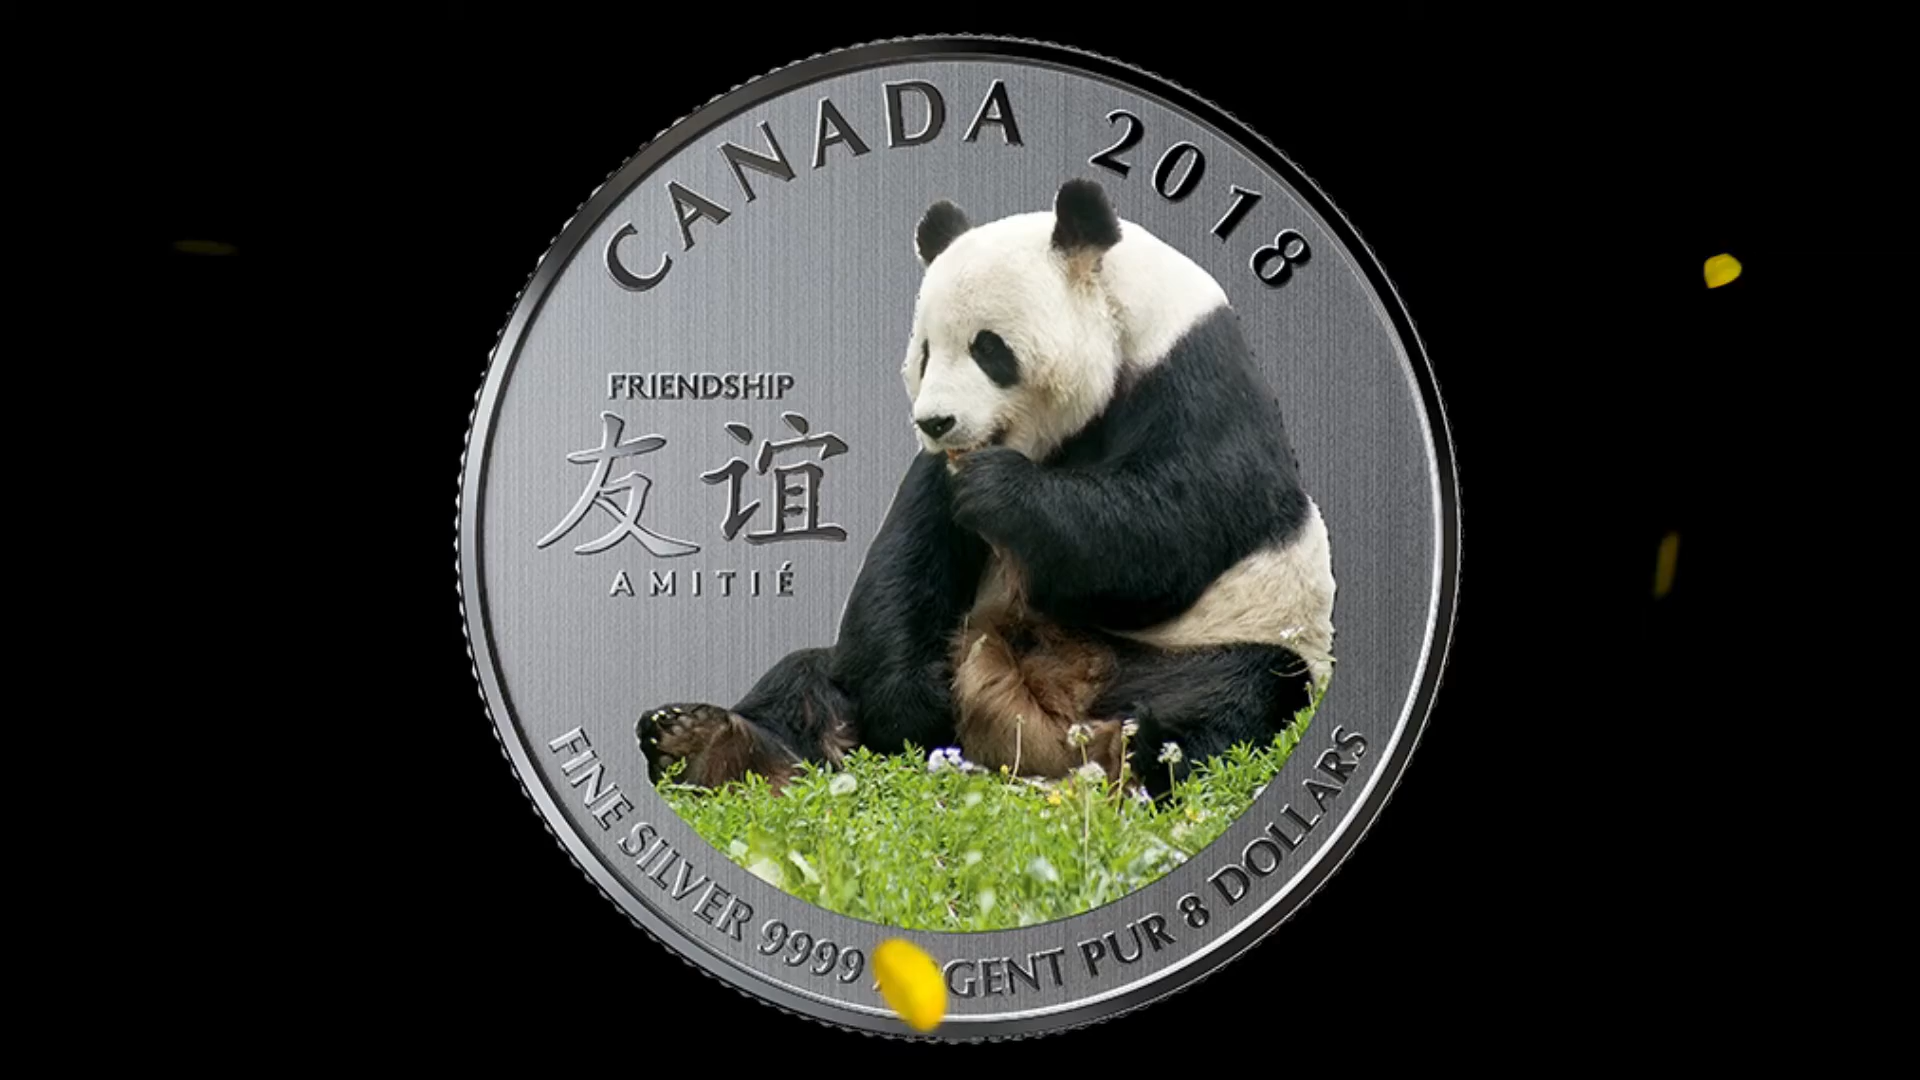 CANADA 2018
FRIENDSHIP
友谊
AMITIÉ
FINE SILVER 9999 GENT PUR 8 DOLLARS